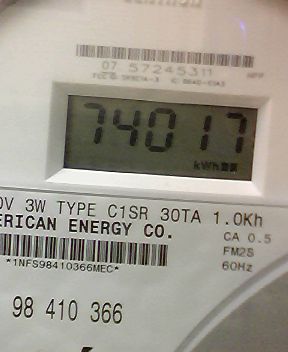 07 57245311
74017
kWh
0V 3W TYPE C1SR 30TA 1.0Kh
ERICAN ENERGY CO.
CA 0.5
FM2S
*1NFS98410366MEC*
60Hz
98 410 366